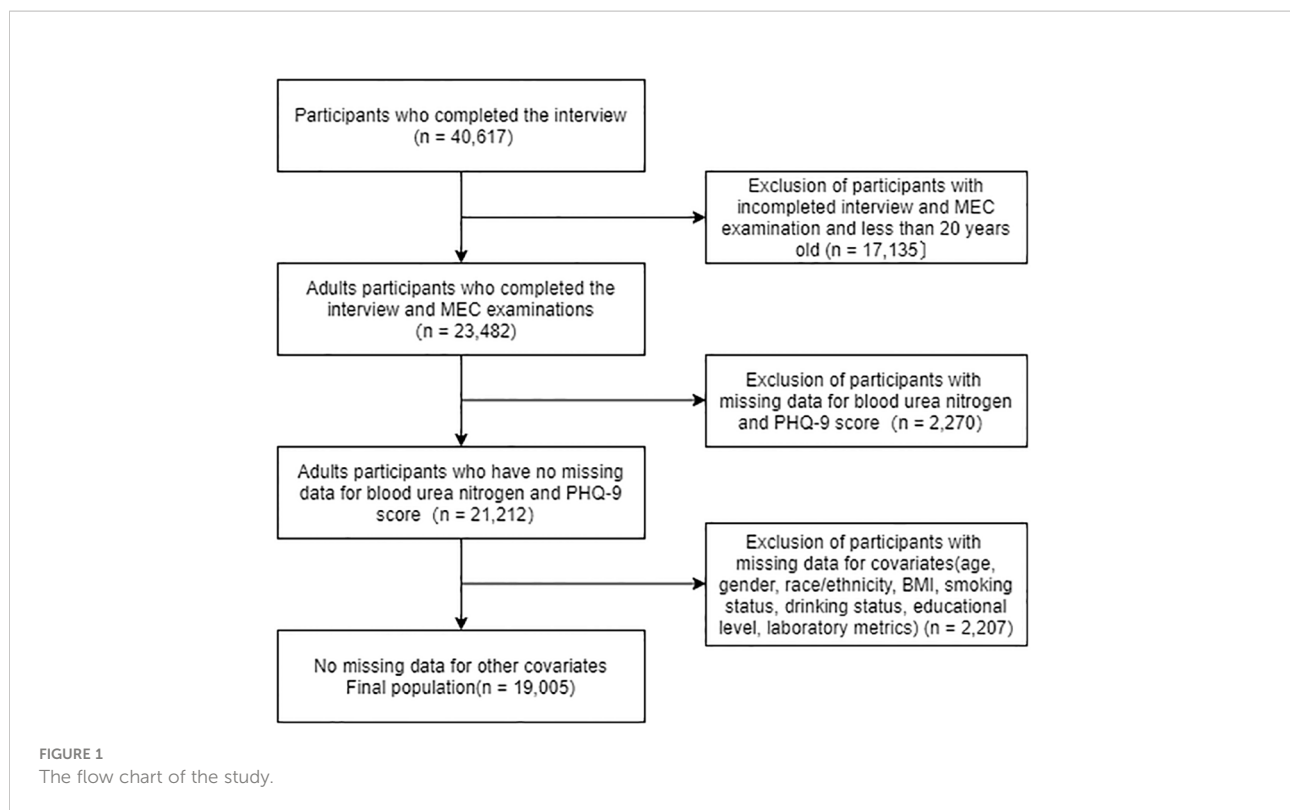 Participants who completed the interview
(n = 40,617)
Exclusion of participants with
incompleted interview and MEC
examination and less than 20 years
old (n = 17,135)
Adults participants who completed the
interview and MEC examinations
(n = 23,482)
Exclusion of participants with
missing data for blood urea nitrogen
and PHQ-9 score (n = 2,270)
Adults participants who have no missing
data for blood urea nitrogen and PHQ-9
score (n = 21,212)
Exclusion of participants with
missing data for covariates(age,
gender, race/ethnicity, BMI, smoking
status, drinking status, educational
level, laboratory metrics) (n = 2,207)
No missing data for other covariates
Final population(n = 19,005)
FIGURE 1
The flow chart of the study.